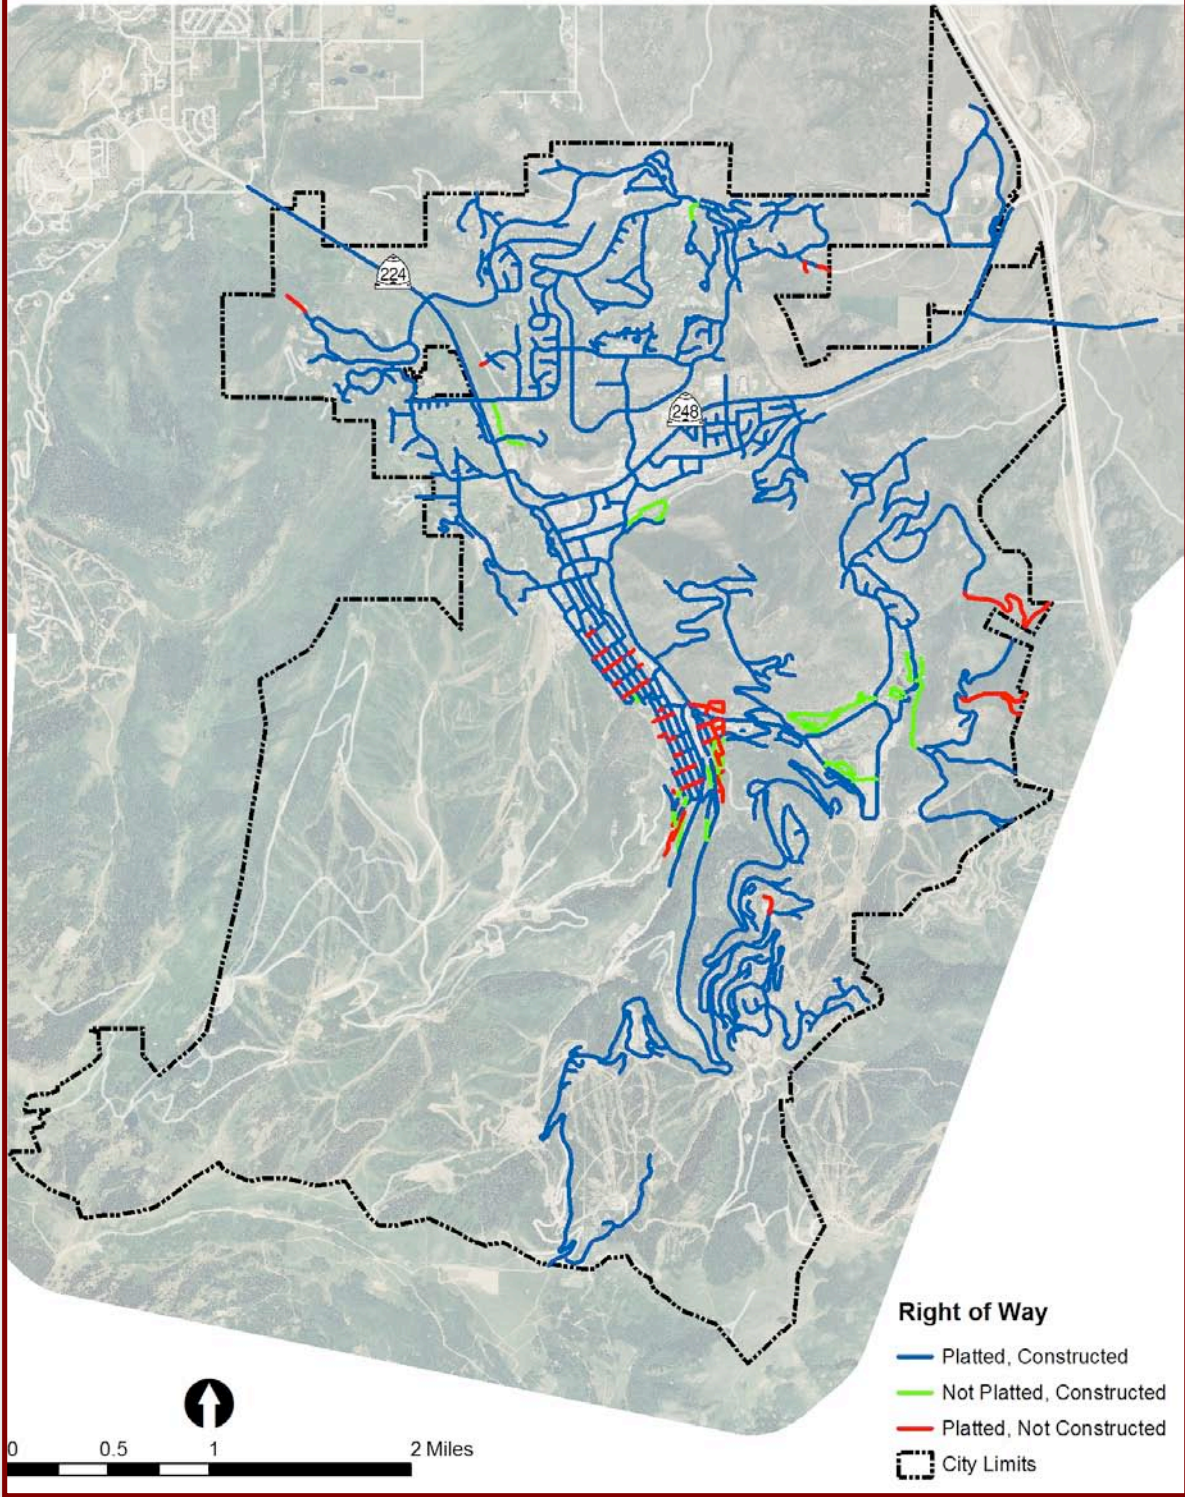 224
248
Right of Way
Platted, Constructed
Not Platted, Constructed
Platted, Not Constructed
City Limits
0 0.5 1 2 Miles